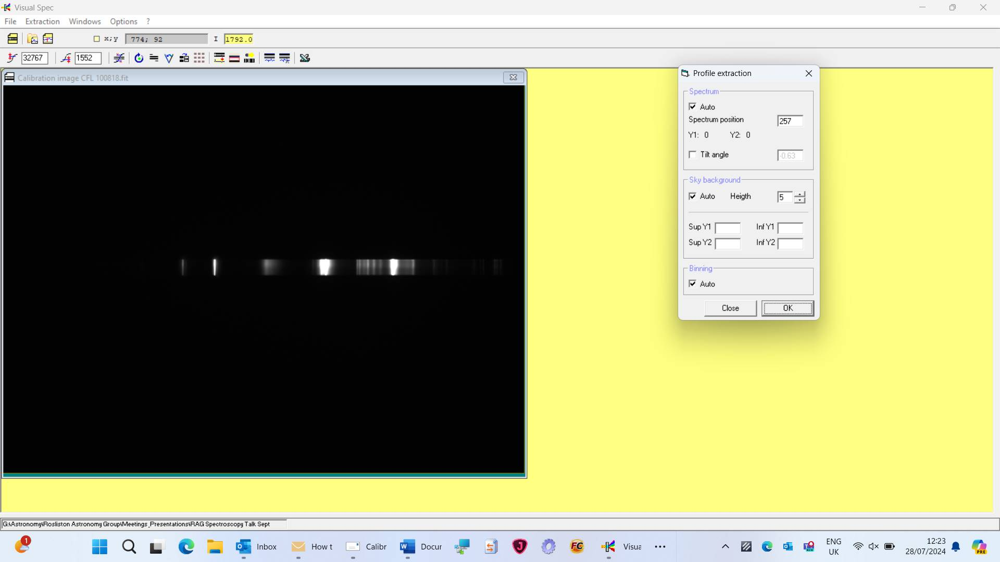 Visual Spec
File Extraction Windows Options ?
x;y 774; 92 I 1792.0
32767 1552
Calibration image CFL 100818.fit
Profile extraction
Spectrum
Auto
Spectrum position 257
Y1: 0 Y2: 0
Tilt angle -0.63
Sky background
Auto Heigth 5
Sup Y1 Inf Y1
Sup Y2 Inf Y2
Binning
Auto
Close OK
G:\Astronomy\Rosliston Astronomy Group\Meetings_Presentations\RAG Spectroscopy Talk Sept
1 Inbox How t Calibr Docur Visua
ENG
UK
12:23
28/07/2024